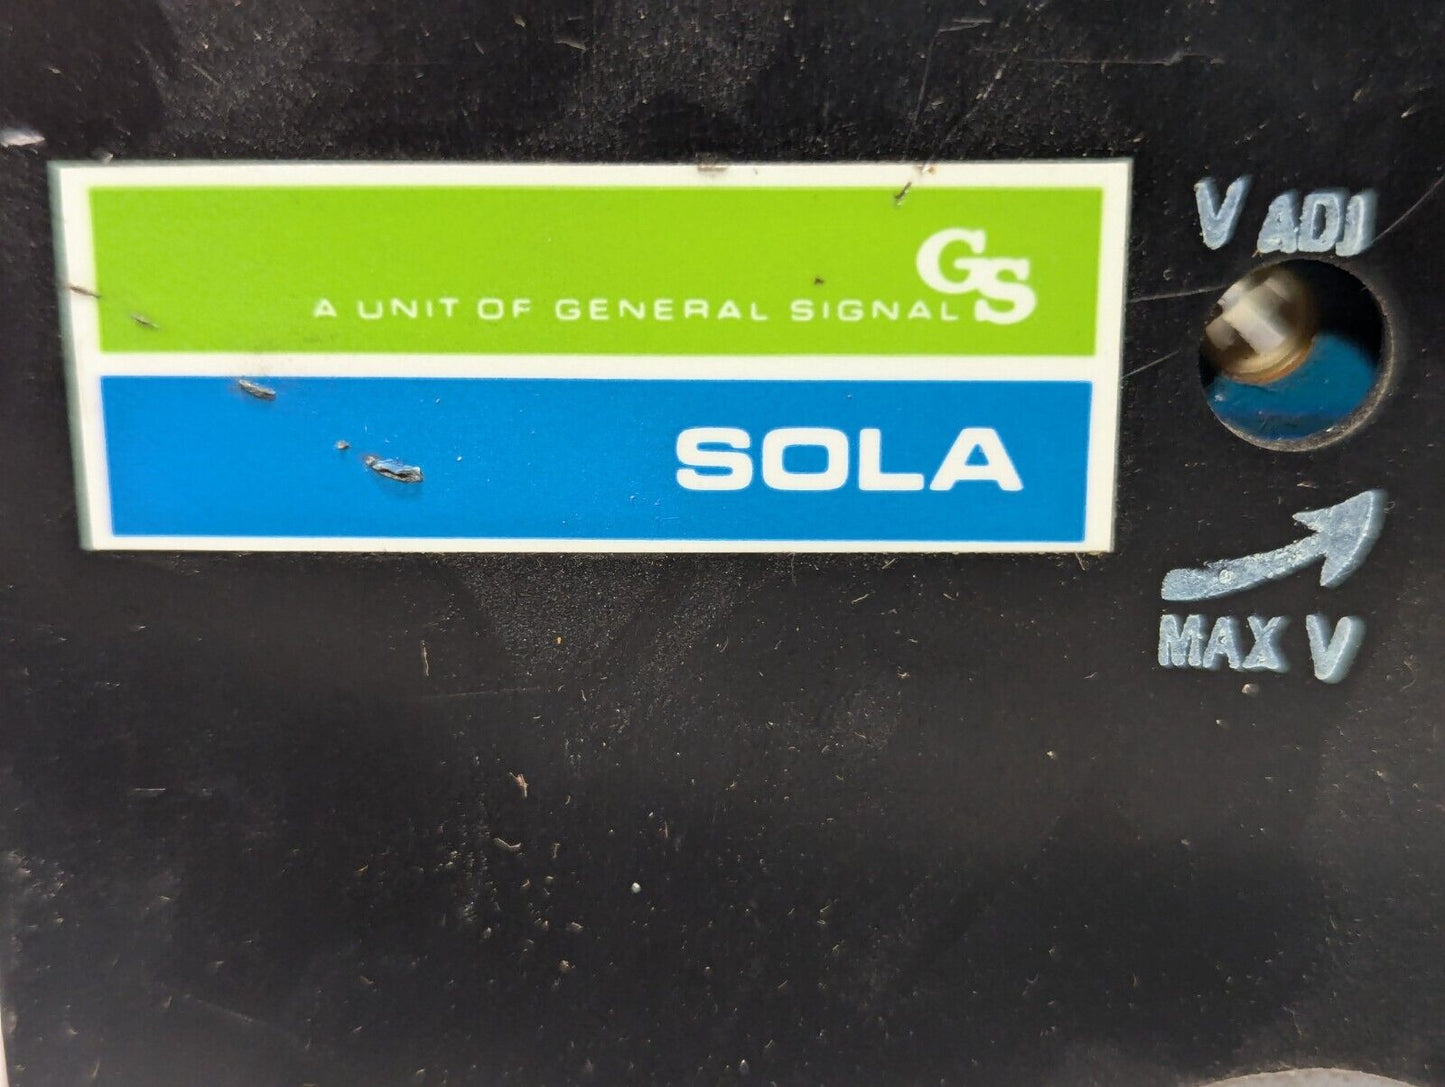 V ADJ
A UNIT OF GENERAL SIGNAL GS
SOLA
MAX V